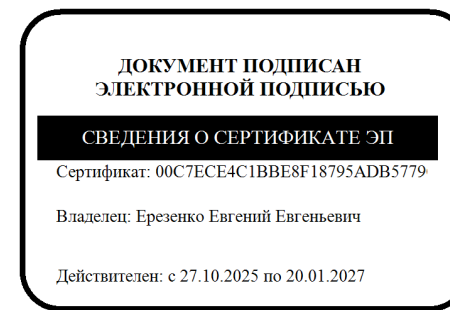 ДОКУМЕНТ ПОДПИСАН
ЭЛЕКТРОННОЙ ПОДПИСЬЮ
СВЕДЕНИЯ О СЕРТИФИКАТЕ ЭП
Сертификат: 00C7ECE4C1BBE8F18795ADB5779
Владелец: Ерезенко Евгений Евгеньевич
Действителен: с 27.10.2025 по 20.01.2027